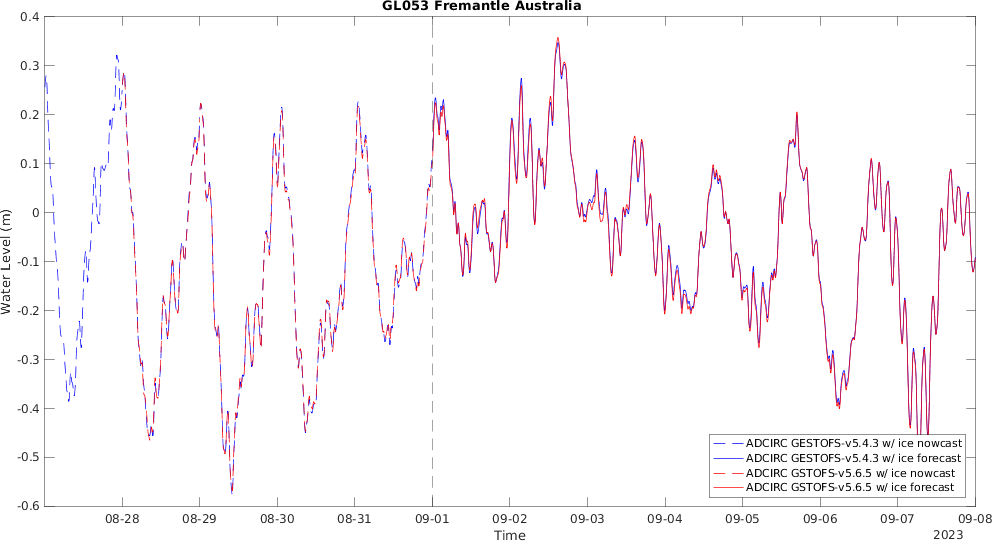 GL053 Fremantle Australia
0.4
0.3
0.2
0.1
0
-0.1
-0.2
-0.3
-0.4
-0.5
-0.6
Water Level (m)
08-28 08-29 08-30 08-31 09-01 09-02 09-03 09-04 09-05 09-06 09-07 09-08
Time
2023
ADCIRC GESTOFS-v5.4.3 w/ ice nowcast
ADCIRC GESTOFS-v5.4.3 w/ ice forecast
ADCIRC GSTOFS-v5.6.5 w/ ice nowcast
ADCIRC GSTOFS-v5.6.5 w/ ice forecast